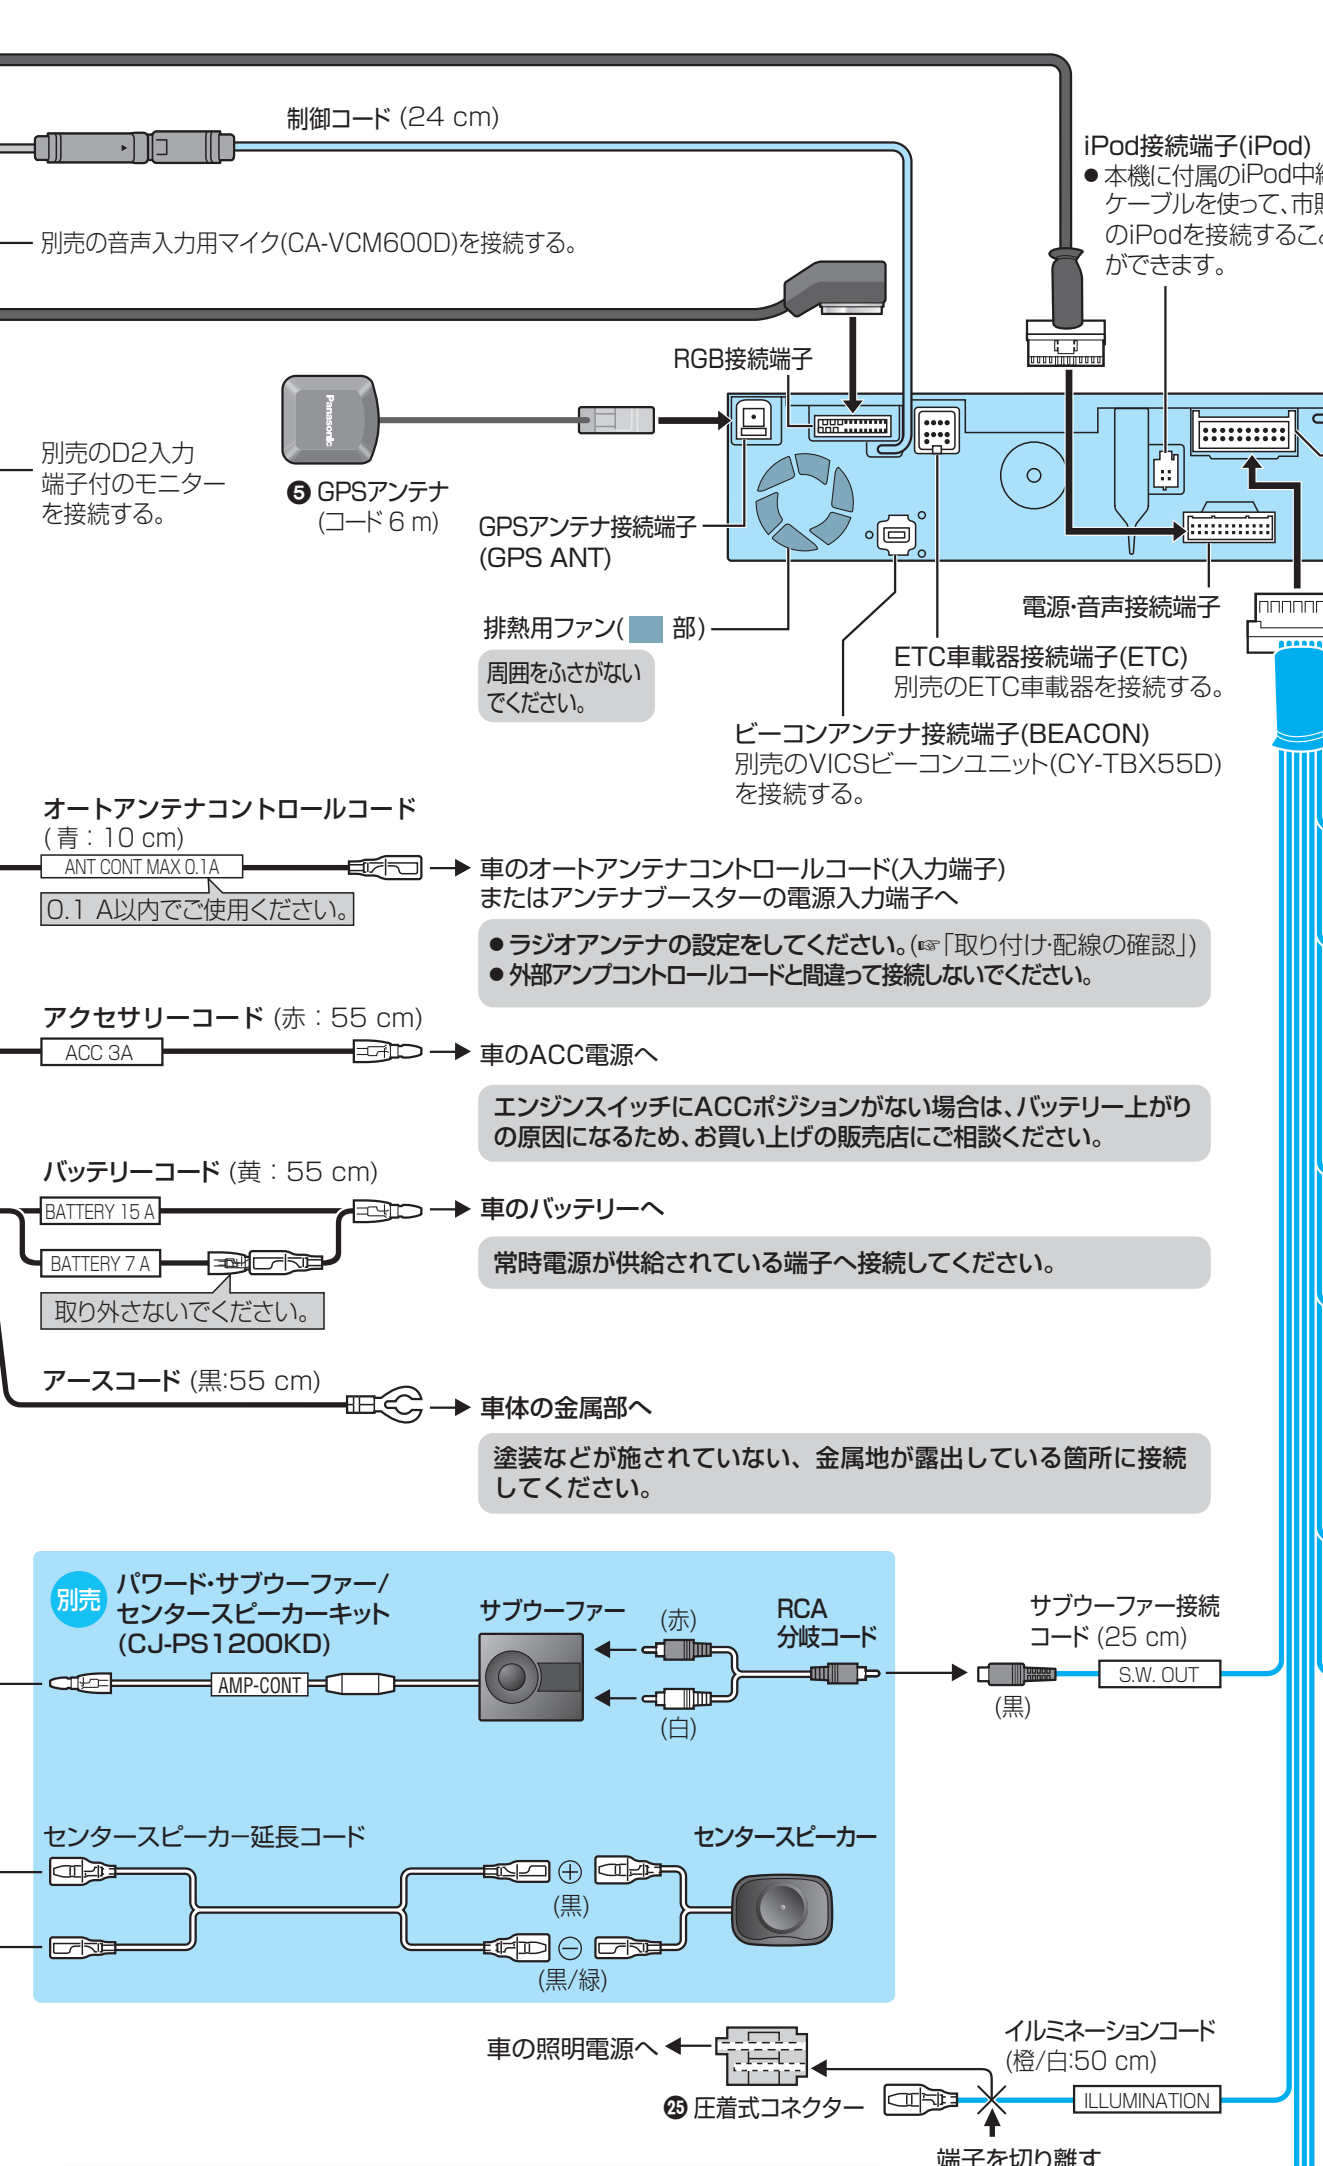 制御コード (24 cm)
iPod接続端子(iPod)
● 本機に付属のiPod中継
ケーブルを使って、市販
のiPodを接続すること
ができます。
別売の音声入力用マイク(CA-VCM600D)を接続する。
RGB接続端子
Panasonic
別売のD2入力
端子付のモニター
を接続する。
❺ GPSアンテナ
(コード 6 m)
GPSアンテナ接続端子
(GPS ANT)
排熱用ファン( 部)
周囲をふさがない
でください。
電源・音声接続端子
ETC車載器接続端子(ETC)
別売のETC車載器を接続する。
ビーコンアンテナ接続端子(BEACON)
別売のVICSビーコンユニット(CY-TBX55D)
を接続する。
オートアンテナコントロールコード
(青：10 cm)
ANT CONT MAX 0.1A
0.1 A以内でご使用ください。
車のオートアンテナコントロールコード(入力端子)
またはアンテナブースターの電源入力端子へ
● ラジオアンテナの設定をしてください。(☞「取り付け・配線の確認」)
● 外部アンプコントロールコードと間違って接続しないでください。
アクセサリーコード (赤：55 cm)
ACC 3A
車のACC電源へ
エンジンスイッチにACCポジションがない場合は、バッテリー上がり
の原因になるため、お買い上げの販売店にご相談ください。
バッテリーコード (黄：55 cm)
BATTERY 15 A
車のバッテリーへ
BATTERY 7 A
常時電源が供給されている端子へ接続してください。
取り外さないでください。
アースコード (黒:55 cm)
車体の金属部へ
塗装などが施されていない、金属地が露出している箇所に接続
してください。
別売
パワード・サブウーファー/
センタースピーカーキット
(CJ-PS1200KD)
サブウーファー
(赤)
RCA
分岐コード
サブウーファー接続
コード (25 cm)
AMP-CONT
S.W. OUT
(白)
(黒)
センタースピーカー延長コード
センタースピーカー
⊕
(黒)
⊖
(黒/緑)
車の照明電源へ
イルミネーションコード
(橙/白:50 cm)
㉕ 圧着式コネクター
ILLUMINATION
端子を切り離す